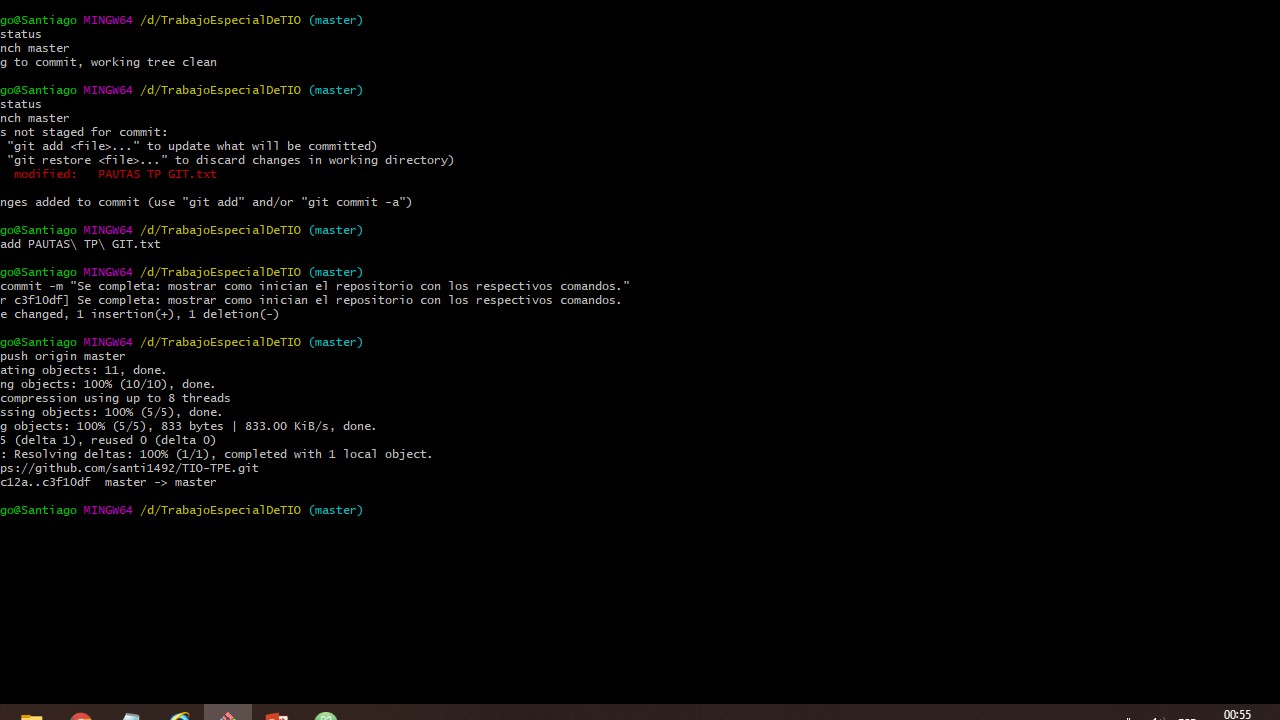 go@Santiago MINGW64 /d/TrabajoEspecialDeTIO (master)
status
nch master
g to commit, working tree clean
go@Santiago MINGW64 /d/TrabajoEspecialDeTIO (master)
status
nch master
s not staged for commit:
"git add <file>..." to update what will be committed)
"git restore <file>..." to discard changes in working directory)
modified:   PAUTAS TP GIT.txt
nges added to commit (use "git add" and/or "git commit -a")
go@Santiago MINGW64 /d/TrabajoEspecialDeTIO (master)
add PAUTAS\ TP\ GIT.txt
go@Santiago MINGW64 /d/TrabajoEspecialDeTIO (master)
commit -m "Se completa: mostrar como inician el repositorio con los respectivos comandos."
r c3f10df] Se completa: mostrar como inician el repositorio con los respectivos comandos.
e changed, 1 insertion(+), 1 deletion(-)
go@Santiago MINGW64 /d/TrabajoEspecialDeTIO (master)
push origin master
ating objects: 11, done.
ng objects: 100% (10/10), done.
compression using up to 8 threads
ssing objects: 100% (5/5), done.
g objects: 100% (5/5), 833 bytes | 833.00 KiB/s, done.
5 (delta 1), reused 0 (delta 0)
: Resolving deltas: 100% (1/1), completed with 1 local object.
ps://github.com/santi1492/TIO-TPE.git
c12a..c3f10df  master -> master
go@Santiago MINGW64 /d/TrabajoEspecialDeTIO (master)
00:55